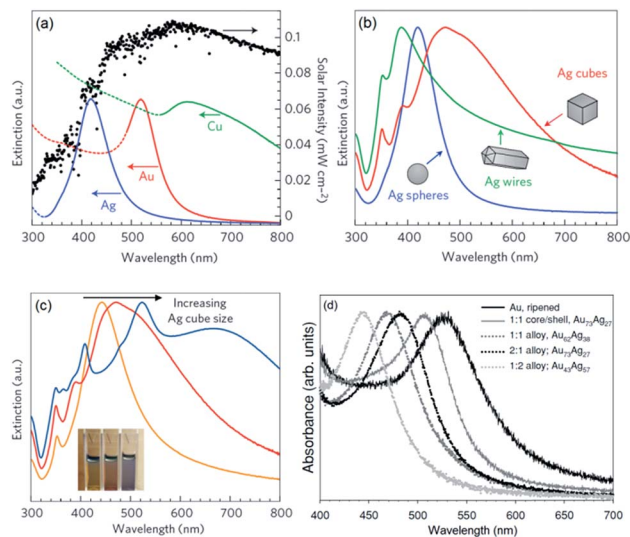 (a)
Extinction (a.u.)
Cu
Au
Ag
0.1
0.08
0.06
0.04
0.02
0
Solar Intensity (mW cm⁻²)
300 400 500 600 700 800
Wavelength (nm)
(b)
Extinction (a.u.)
Ag cubes
Ag wires
Ag spheres
300 400 500 600 700 800
Wavelength (nm)
(c)
Increasing
Ag cube size
Extinction (a.u.)
300 400 500 600 700 800
Wavelength (nm)
(d)
Au, ripened
1:1 core/shell, Au₇₃Ag₂₇
1:1 alloy; Au₆₂Ag₃₈
2:1 alloy; Au₇₃Ag₂₇
1:2 alloy; Au₄₃Ag₅₇
Absorbance (arb. units)
400 450 500 550 600 650 700
Wavelength (nm)